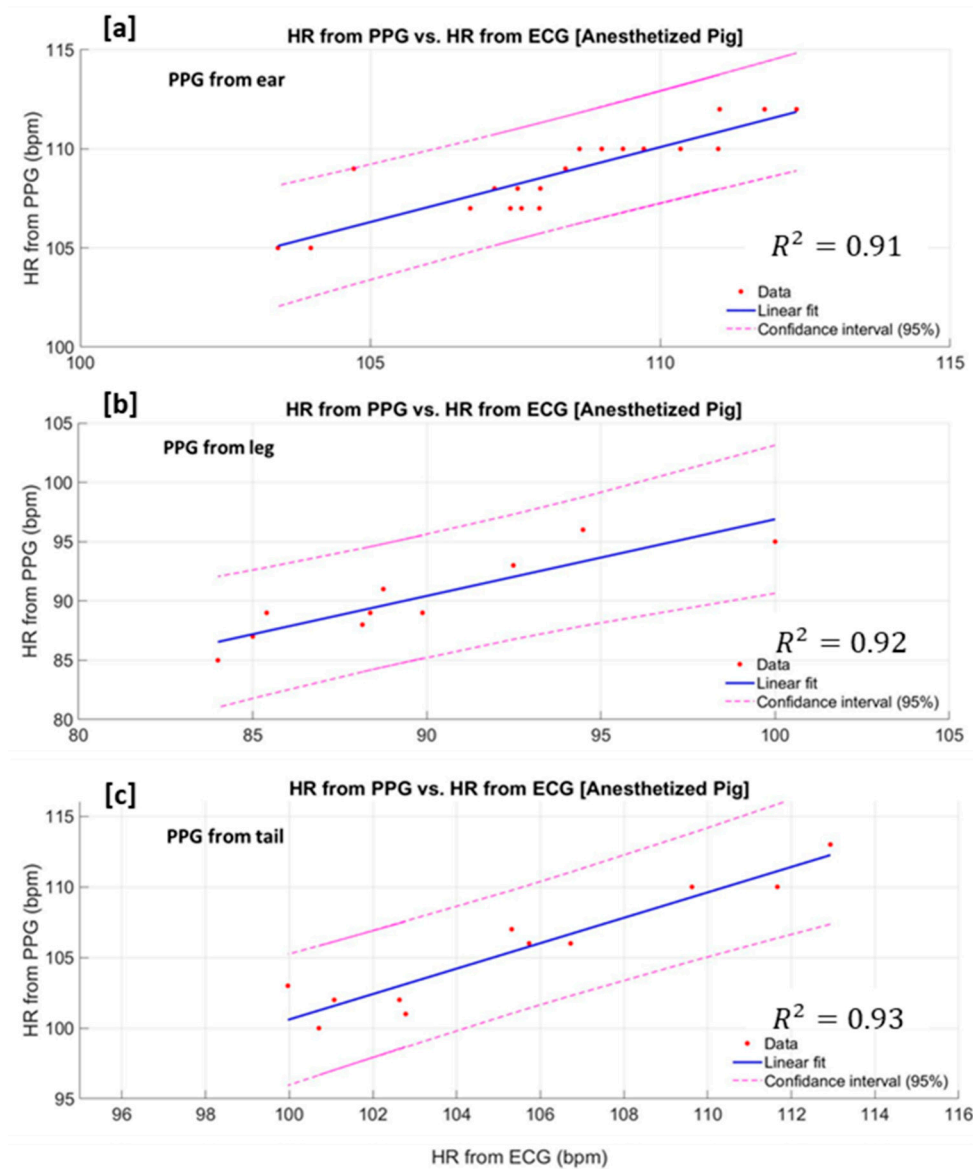 [a]
HR from PPG vs. HR from ECG [Anesthetized Pig]
PPG from ear
HR from PPG (bpm)
115
110
105
100
100
105
110
115
R² = 0.91
Data
Linear fit
Confidance interval (95%)
[b]
HR from PPG vs. HR from ECG [Anesthetized Pig]
PPG from leg
HR from PPG (bpm)
105
100
95
90
85
80
80
85
90
95
100
105
R² = 0.92
Data
Linear fit
Confidance interval (95%)
[c]
HR from PPG vs. HR from ECG [Anesthetized Pig]
PPG from tail
HR from PPG (bpm)
115
110
105
100
95
96
98
100
102
104
106
108
110
112
114
116
R² = 0.93
Data
Linear fit
Confidance interval (95%)
HR from ECG (bpm)